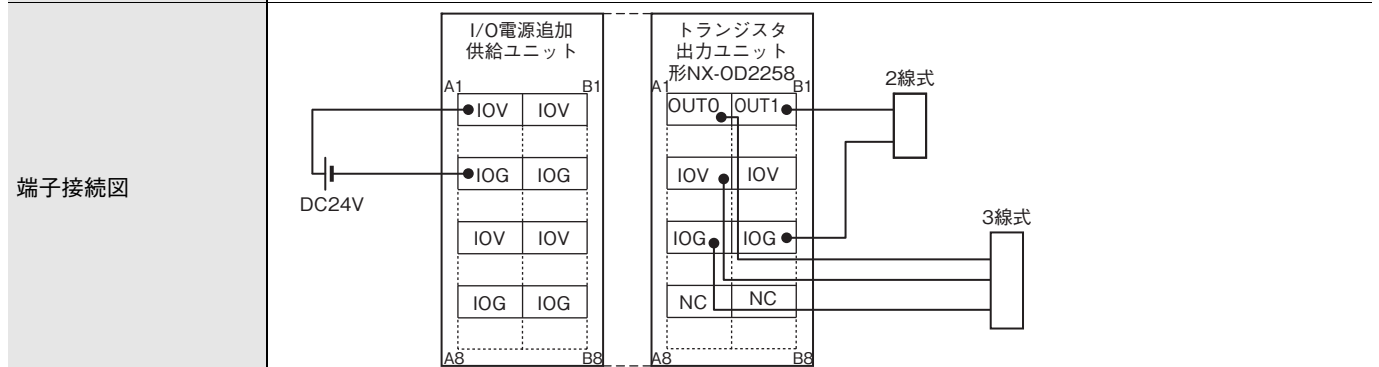 端子接続図
I/O電源追加
供給ユニット
A1
B1
IOV
IOV
IOG
IOG
IOV
IOV
IOG
IOG
A8
B8
DC24V
トランジスタ
出力ユニット
形NX-OD2258
A1
B1
OUT0
OUT1
IOV
IOV
IOG
IOG
NC
NC
A8
B8
2線式
3線式